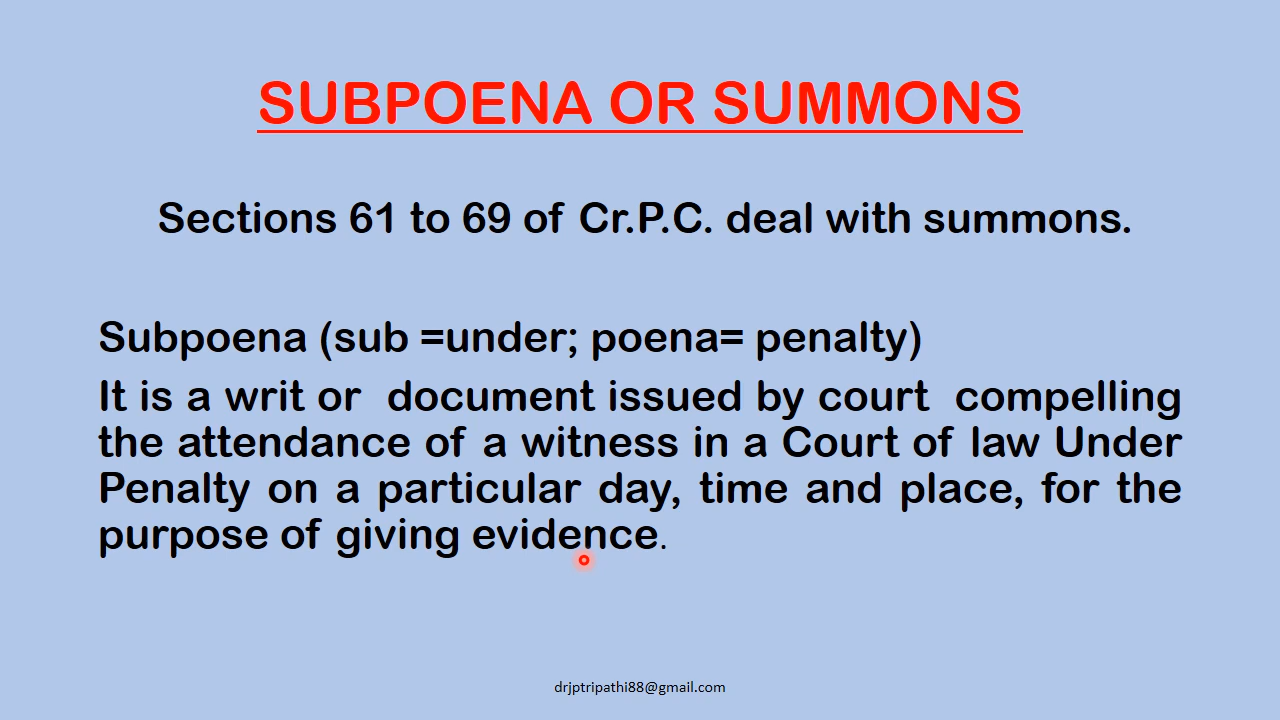 SUBPOENA OR SUMMONS
Sections 61 to 69 of Cr.P.C. deal with summons.
Subpoena (sub =under; poena= penalty)
It is a writ or  document issued by court  compelling
the attendance of a witness in a Court of law Under
Penalty on a particular day, time and place, for the
purpose of giving evidence.
drjptripathi88@gmail.com